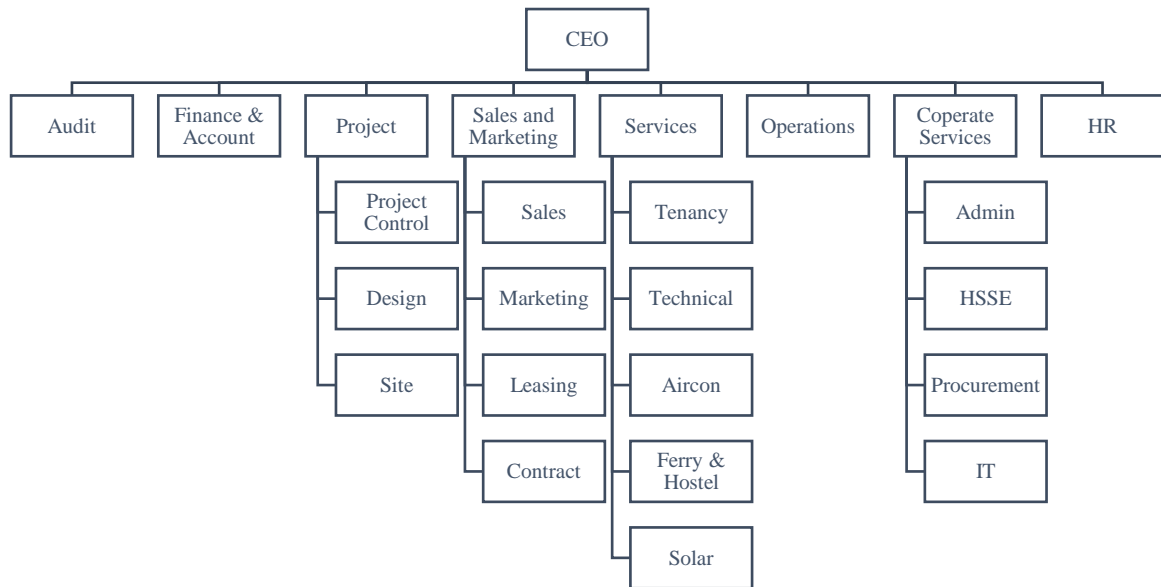 CEO
Audit
Finance &
Account
Project
Sales and
Marketing
Services
Operations
Coperate
Services
HR
Project
Control
Design
Site
Sales
Marketing
Leasing
Contract
Tenancy
Technical
Aircon
Ferry &
Hostel
Solar
Admin
HSSE
Procurement
IT